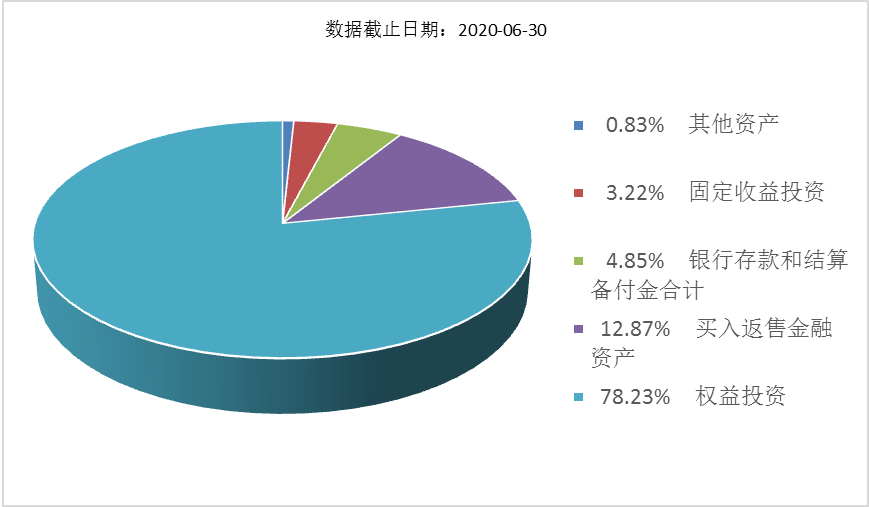 数据截止日期：2020-06-30
0.83% 其他资产
3.22% 固定收益投资
4.85% 银行存款和结算
备付金合计
12.87% 买入返售金融
资产
78.23% 权益投资